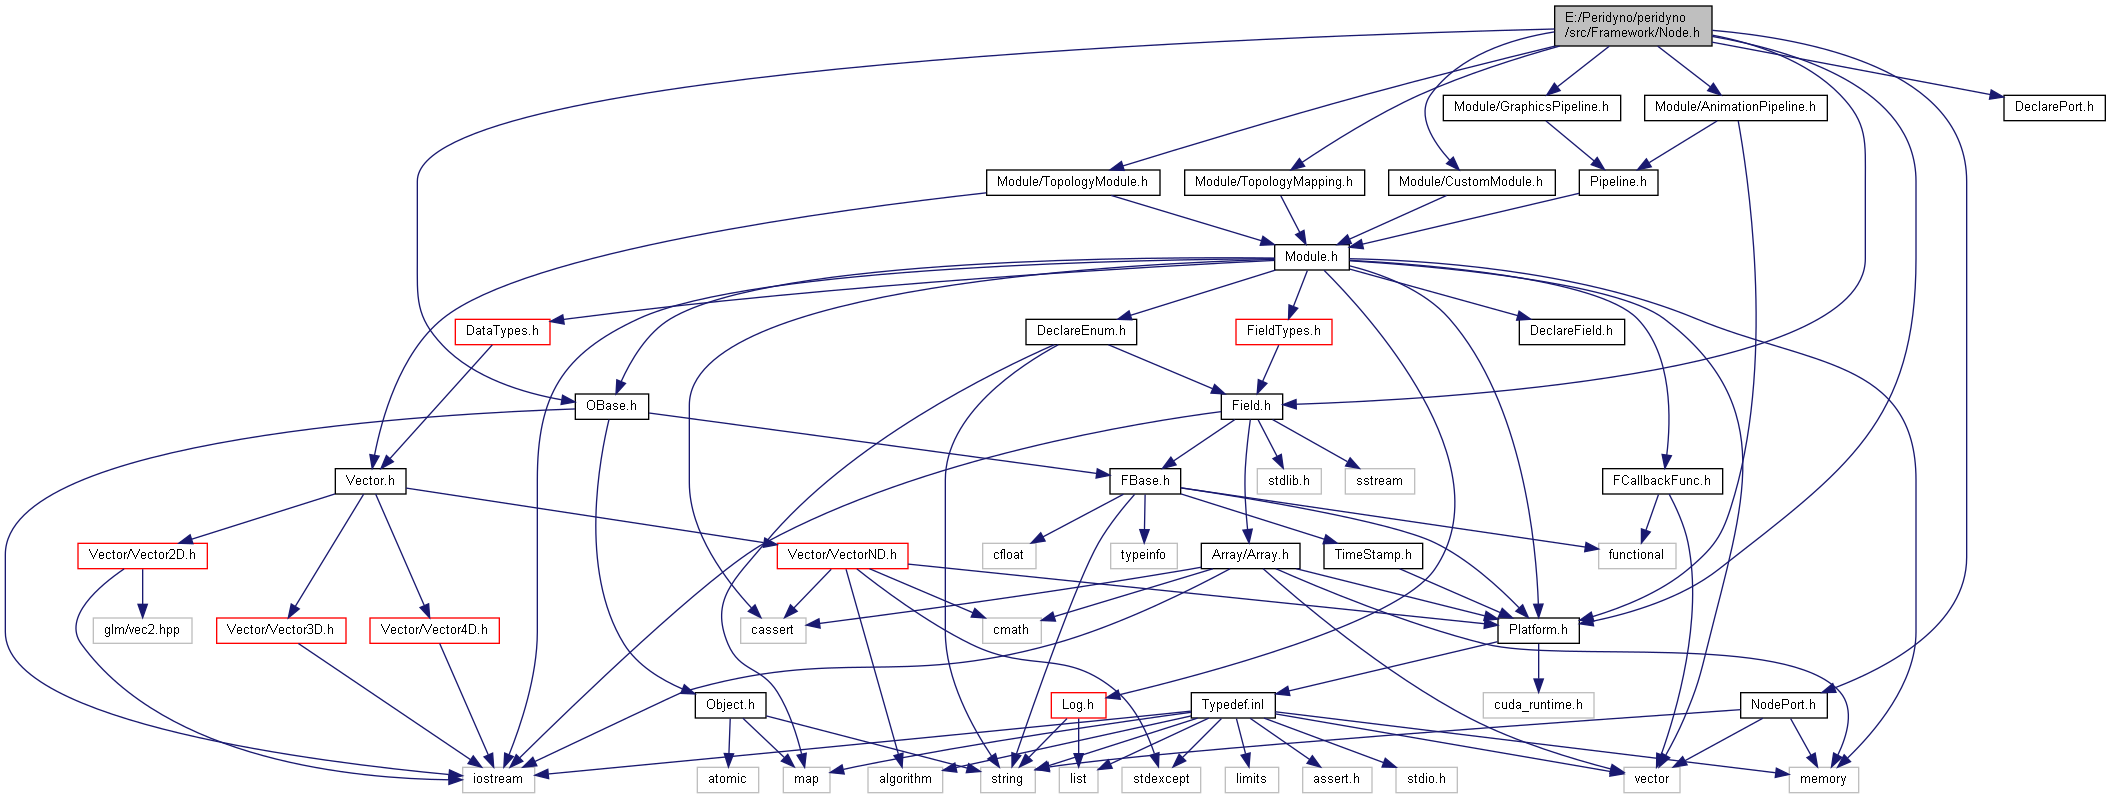 E:/Peridyno/peridyno
/src/Framework/Node.h
Module/GraphicsPipeline.h
Module/AnimationPipeline.h
DeclarePort.h
Module/TopologyModule.h
Module/TopologyMapping.h
Module/CustomModule.h
Pipeline.h
Module.h
DataTypes.h
DeclareEnum.h
FieldTypes.h
DeclareField.h
OBase.h
Field.h
Vector.h
FBase.h
stdlib.h
sstream
FCallbackFunc.h
Vector/Vector2D.h
Vector/VectorND.h
cfloat
typeinfo
Array/Array.h
TimeStamp.h
functional
glm/vec2.hpp
Vector/Vector3D.h
Vector/Vector4D.h
cassert
cmath
Platform.h
Object.h
Log.h
Typedef.inl
cuda_runtime.h
NodePort.h
iostream
atomic
map
algorithm
string
list
stdexcept
limits
assert.h
stdio.h
vector
memory